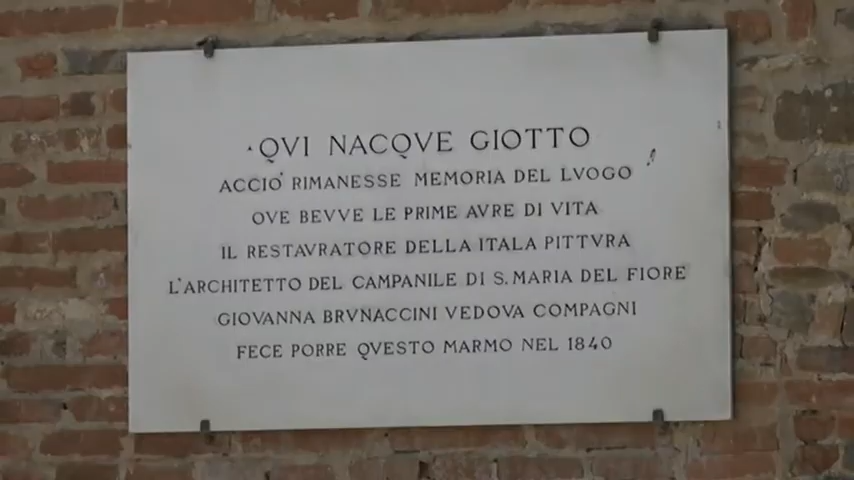 QVI NACQVE GIOTTO
ACCIO' RIMANESSE MEMORIA DEL LVOGO
OVE BEVVE LE PRIME AVRE DI VITA
IL RESTAVRATORE DELLA ITALA PITTVRA
L'ARCHITETTO DEL CAMPANILE DI S. MARIA DEL FIORE
GIOVANNA BRVNACCINI VEDOVA COMPAGNI
FECE PORRE QVESTO MARMO NEL 1840